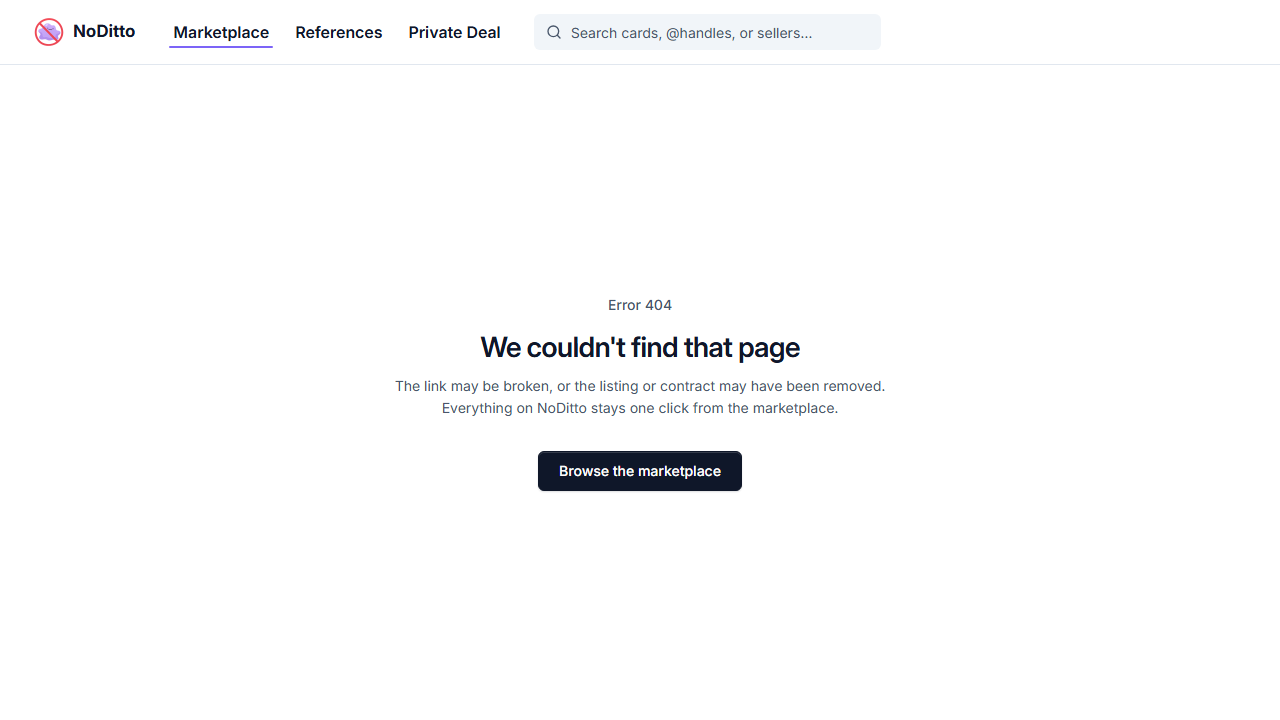 NoDitto
Marketplace
References
Private Deal
Search cards, @handles, or sellers...
Error 404
We couldn't find that page
The link may be broken, or the listing or contract may have been removed.
Everything on NoDitto stays one click from the marketplace.
Browse the marketplace